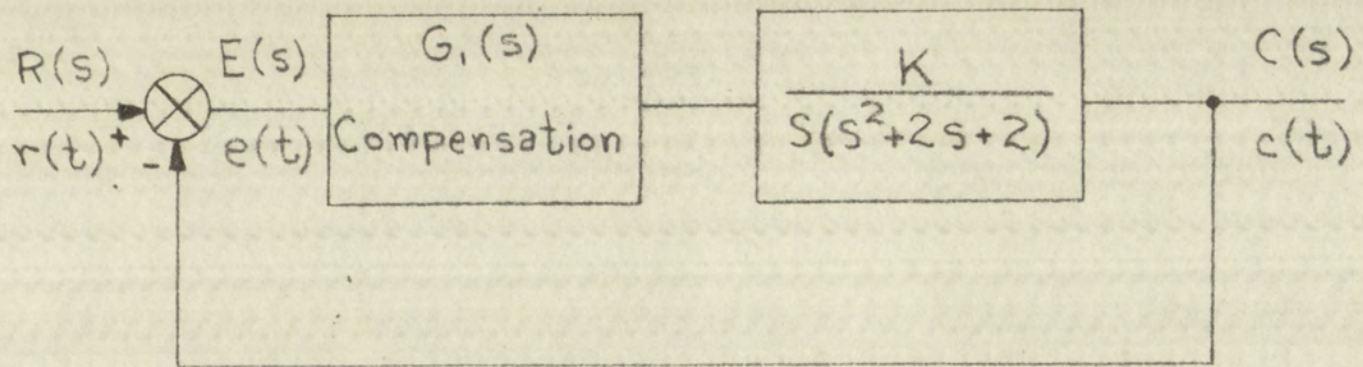 R(s)
r(t) + -
E(s)
e(t)
G₁(s)
Compensation
K
S(s²+2s+2)
C(s)
c(t)